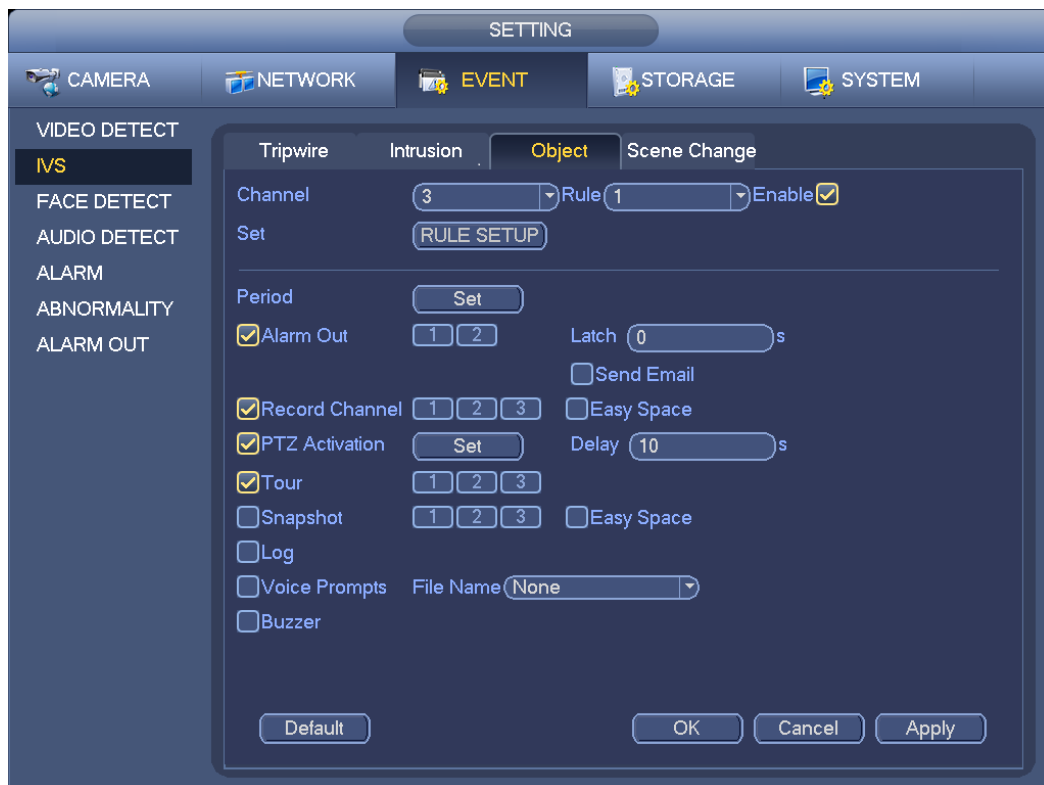 SETTING
CAMERA NETWORK EVENT STORAGE SYSTEM
VIDEO DETECT
IVS
FACE DETECT
AUDIO DETECT
ALARM
ABNORMALITY
ALARM OUT
Tripwire Intrusion Object Scene Change
Channel 3 Rule 1 Enable
Set RULE SETUP
Period Set
Alarm Out 1 2 Latch 0 s
Send Email
Record Channel 1 2 3 Easy Space
PTZ Activation Set Delay 10 s
Tour 1 2 3
Snapshot 1 2 3 Easy Space
Log
Voice Prompts File Name None
Buzzer
Default OK Cancel Apply